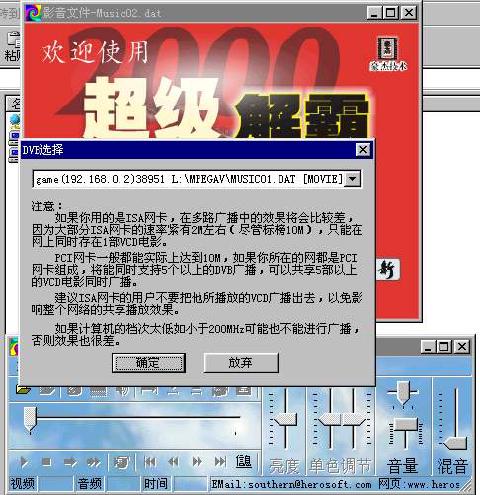 影音文件-Music02.dat
粘贴
欢迎使用
2000
豪杰技术
超级解霸
DVB选择
game(192.168.0.2)38951 L:\MPEGAV\MUSIC01.DAT [MOVIE]
注意:
如果你用的是ISA网卡,在多路广播中的效果将会比较差,
因为大部分ISA网卡的速率紧有2M左右(尽管标榜10M),只能在
网上同时存在1部VCD电影。
PCI网卡一般都能实际上达到10M,如果你所在的网都是PCI
网卡组成,将能同时支持5个以上的DVB广播,可以共享5部以上
的VCD电影同时广播。
建议ISA网卡的用户不要把他所播放的VCD广播出去,以免影
响整个网络的共享播放效果。
如果计算机的档次太低如小于200MHz可能也不能进行广播,
否则效果也很差。
确定
放弃
新
信息
亮度
单色调节
音量
混音
视频
音频
时间
EMail:southern@herosoft.com
网页:www.heros